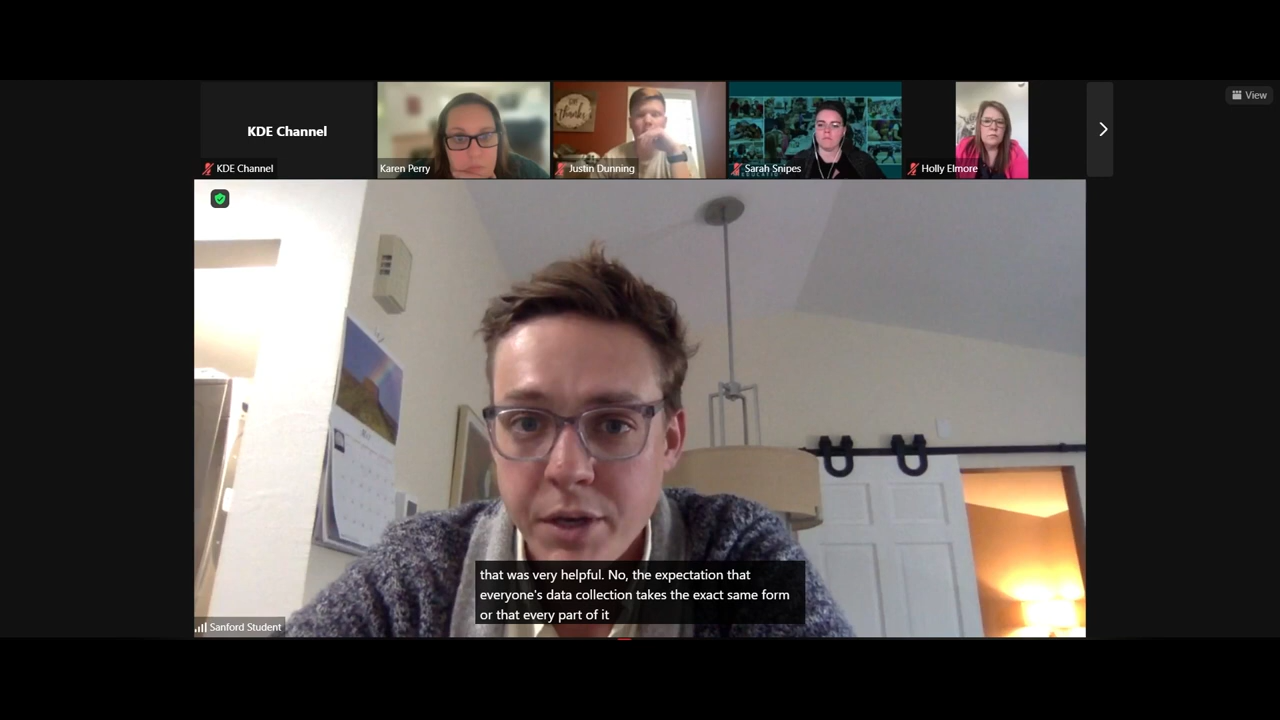 View
KDE Channel
KDE Channel
Karen Perry
Justin Dunning
Sarah Snipes
Holly Elmore
thanks
that was very helpful. No, the expectation that
everyone's data collection takes the exact same form
or that every part of it
Sanford Student